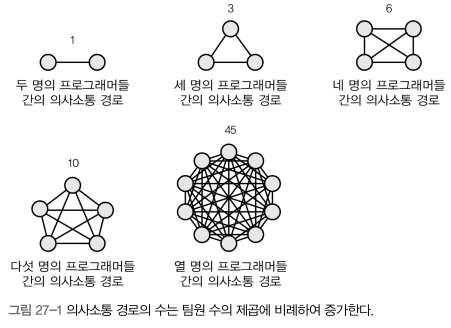 1
3
6
두 명의 프로그래머들
간의 의사소통 경로
세 명의 프로그래머들
간의 의사소통 경로
네 명의 프로그래머들
간의 의사소통 경로
10
45
다섯 명의 프로그래머들
간의 의사소통 경로
열 명의 프로그래머들
간의 의사소통 경로
그림 27-1 의사소통 경로의 수는 팀원 수의 제곱에 비례하여 증가한다.